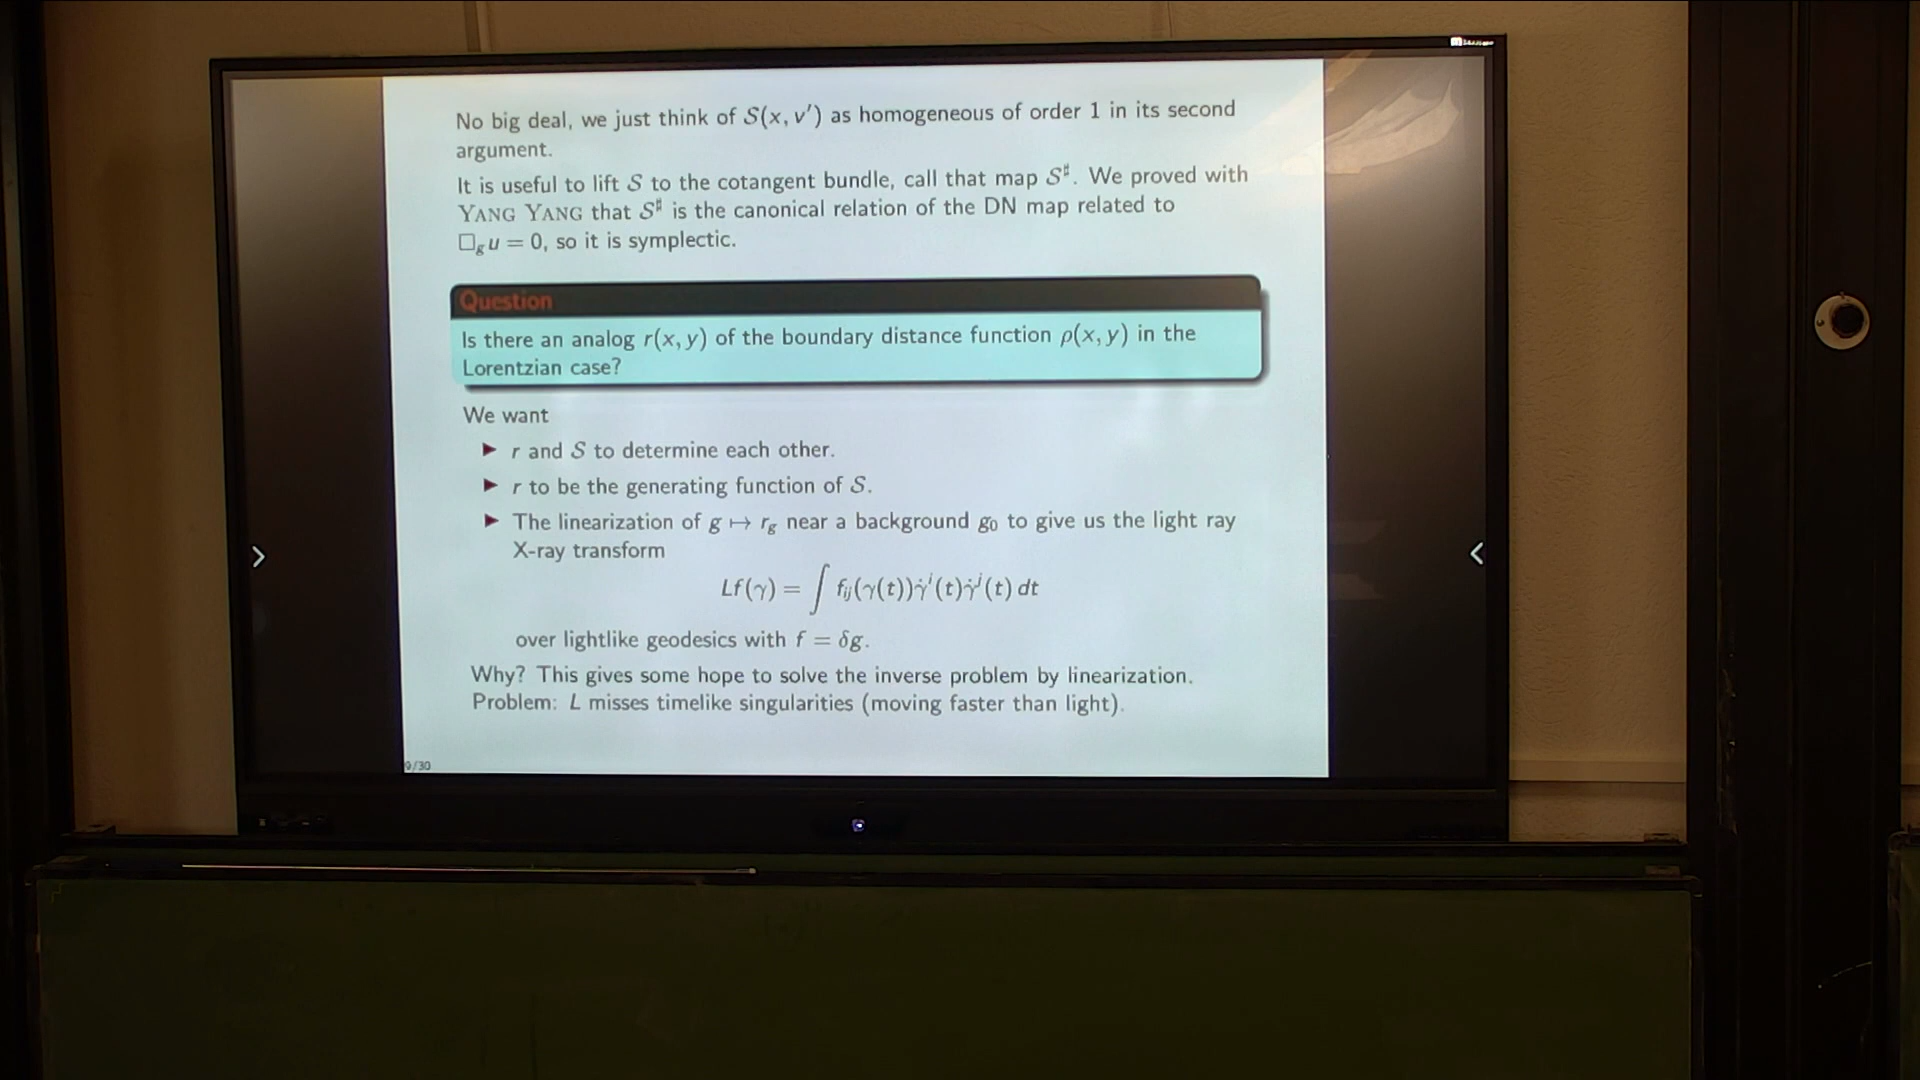 No big deal, we just think of S(x, v′) as homogeneous of order 1 in its second
argument.
It is useful to lift S to the cotangent bundle, call that map S♯. We proved with
YANG YANG that S♯ is the canonical relation of the DN map related to
□gu = 0, so it is symplectic.
Question
Is there an analog r(x, y) of the boundary distance function ρ(x, y) in the
Lorentzian case?
We want
► r and S to determine each other.
► r to be the generating function of S.
► The linearization of g ↦ rg near a background g0 to give us the light ray
X-ray transform
Lf(γ) = ∫ fij(γ(t))γ̇ⁱ(t)γ̇ʲ(t) dt
over lightlike geodesics with f = δg.
Why? This gives some hope to solve the inverse problem by linearization.
Problem: L misses timelike singularities (moving faster than light).
9/30